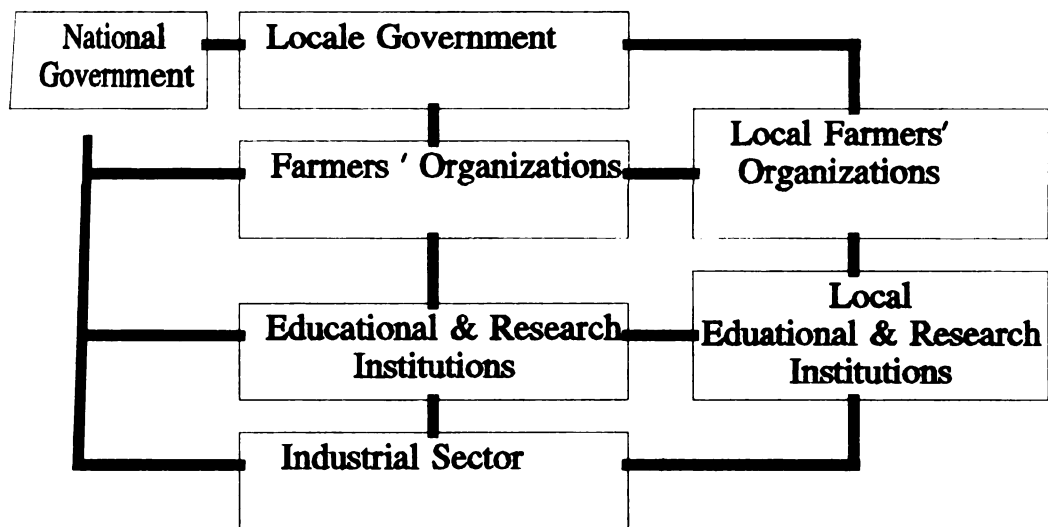 National
Government
Locale Government
Farmers ' Organizations
Local Farmers'
Organizations
Educational & Research
Institutions
Local
Eduational & Research
Institutions
Industrial Sector